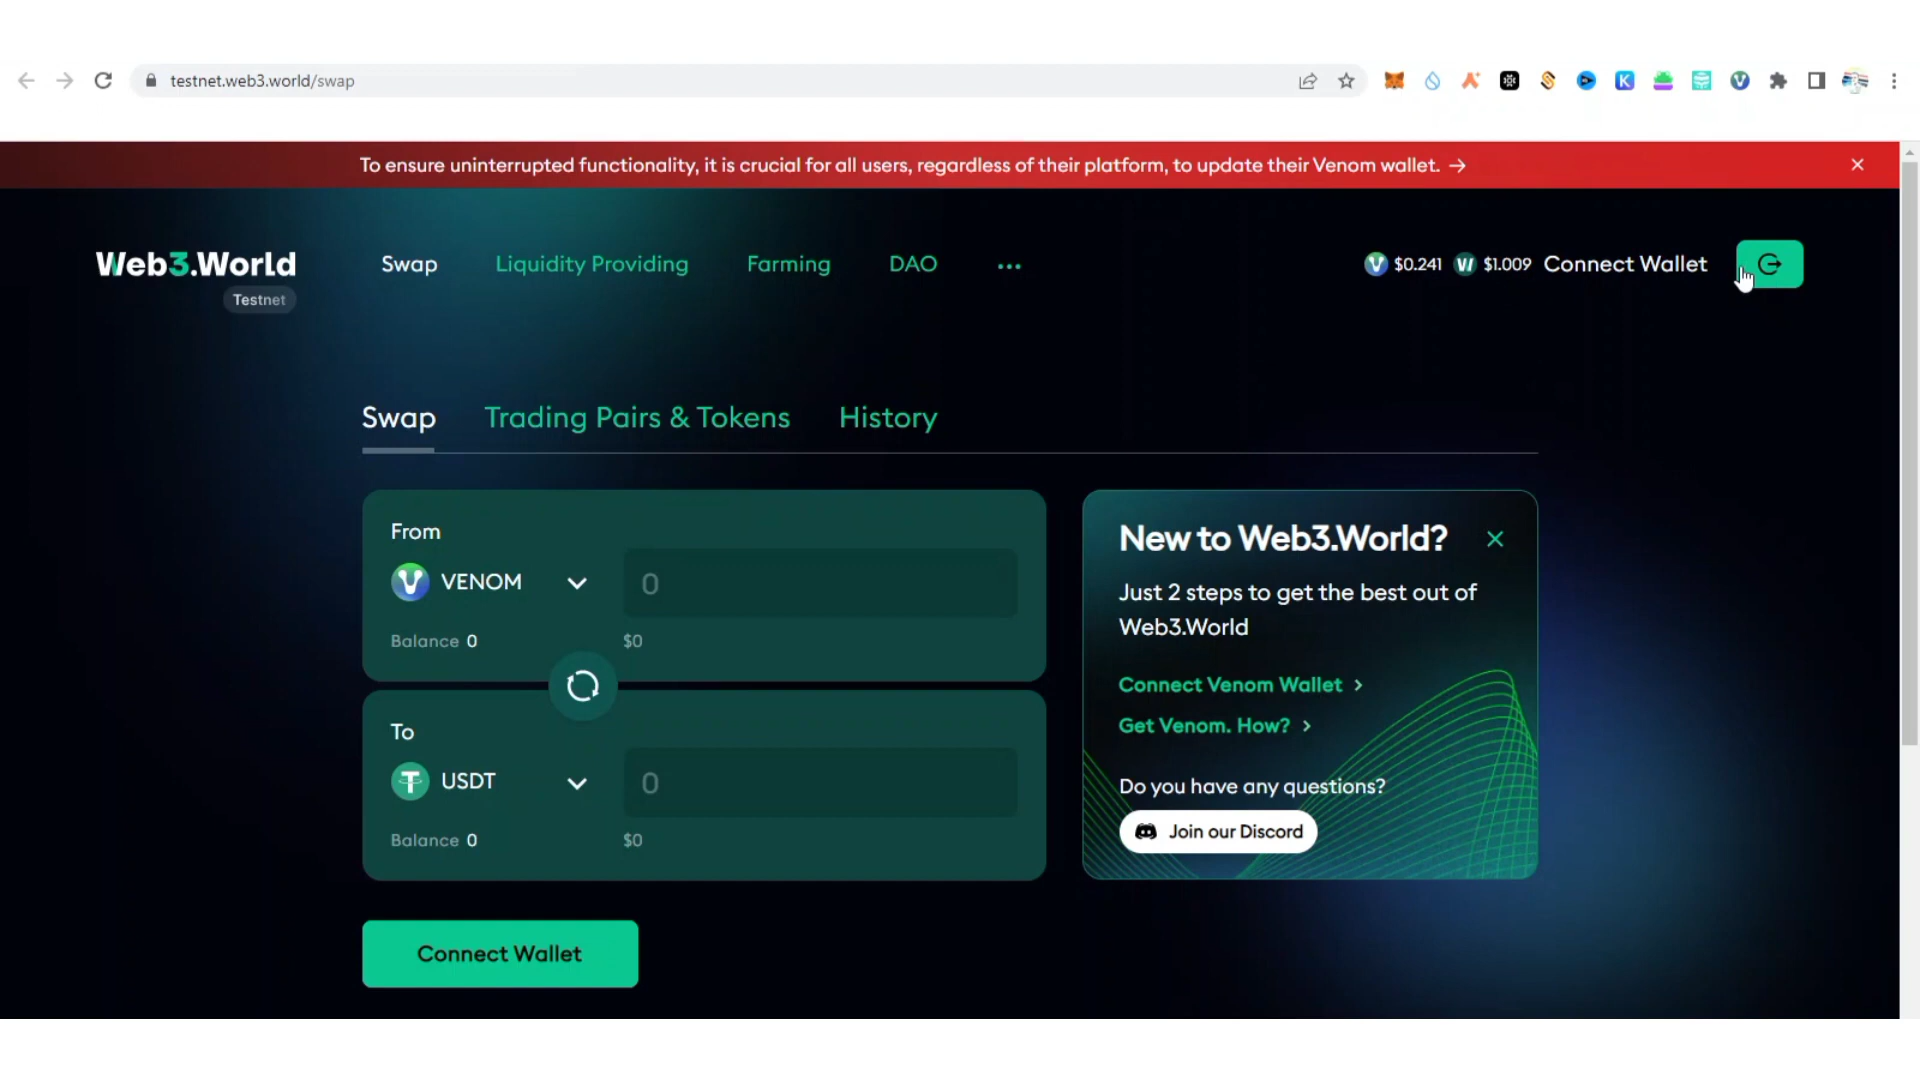 testnet.web3.world/swap
To ensure uninterrupted functionality, it is crucial for all users, regardless of their platform, to update their Venom wallet. →
Web3.World
Testnet
Swap
Liquidity Providing
Farming
DAO
$0.241
$1.009
Connect Wallet
Swap
Trading Pairs & Tokens
History
From
VENOM
0
Balance 0
$0
To
USDT
0
Balance 0
$0
Connect Wallet
New to Web3.World?
Just 2 steps to get the best out of
Web3.World
Connect Venom Wallet
Get Venom. How?
Do you have any questions?
Join our Discord